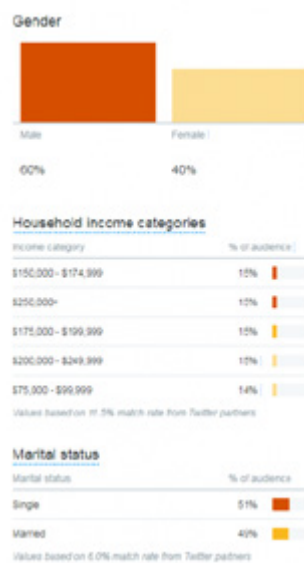 Gender
Male Female
60% 40%
Household income categories
Income category % of audience
$150,000 - $174,999 15%
$250,000+ 15%
$175,000 - $199,999 15%
$200,000 - $249,999 15%
$75,000 - $99,999 14%
Values based on 11.5% match rate from Twitter partners
Marital status
Marital status % of audience
Single 51%
Married 49%
Values based on 6.0% match rate from Twitter partners